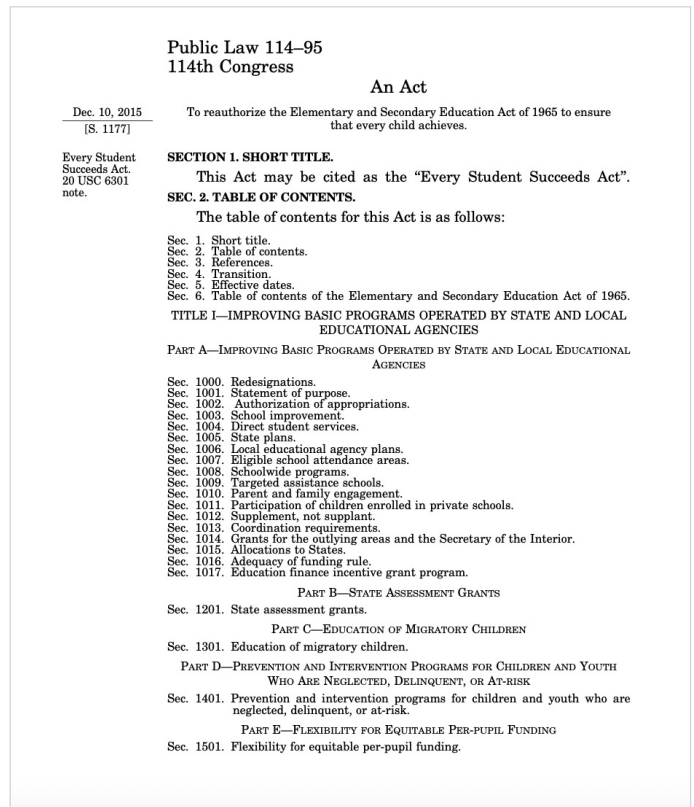 Public Law 114–95
114th Congress
An Act
Dec. 10, 2015
[S. 1177]
To reauthorize the Elementary and Secondary Education Act of 1965 to ensure
that every child achieves.
Every Student
Succeeds Act.
20 USC 6301
note.
SECTION 1. SHORT TITLE.
This Act may be cited as the “Every Student Succeeds Act”.
SEC. 2. TABLE OF CONTENTS.
The table of contents for this Act is as follows:
Sec. 1. Short title.
Sec. 2. Table of contents.
Sec. 3. References.
Sec. 4. Transition.
Sec. 5. Effective dates.
Sec. 6. Table of contents of the Elementary and Secondary Education Act of 1965.
TITLE I—IMPROVING BASIC PROGRAMS OPERATED BY STATE AND LOCAL
EDUCATIONAL AGENCIES
PART A—IMPROVING BASIC PROGRAMS OPERATED BY STATE AND LOCAL EDUCATIONAL
AGENCIES
Sec. 1000. Redesignations.
Sec. 1001. Statement of purpose.
Sec. 1002. Authorization of appropriations.
Sec. 1003. School improvement.
Sec. 1004. Direct student services.
Sec. 1005. State plans.
Sec. 1006. Local educational agency plans.
Sec. 1007. Eligible school attendance areas.
Sec. 1008. Schoolwide programs.
Sec. 1009. Targeted assistance schools.
Sec. 1010. Parent and family engagement.
Sec. 1011. Participation of children enrolled in private schools.
Sec. 1012. Supplement, not supplant.
Sec. 1013. Coordination requirements.
Sec. 1014. Grants for the outlying areas and the Secretary of the Interior.
Sec. 1015. Allocations to States.
Sec. 1016. Adequacy of funding rule.
Sec. 1017. Education finance incentive grant program.
PART B—STATE ASSESSMENT GRANTS
Sec. 1201. State assessment grants.
PART C—EDUCATION OF MIGRATORY CHILDREN
Sec. 1301. Education of migratory children.
PART D—PREVENTION AND INTERVENTION PROGRAMS FOR CHILDREN AND YOUTH
WHO ARE NEGLECTED, DELINQUENT, OR AT-RISK
Sec. 1401. Prevention and intervention programs for children and youth who are
neglected, delinquent, or at-risk.
PART E—FLEXIBILITY FOR EQUITABLE PER-PUPIL FUNDING
Sec. 1501. Flexibility for equitable per-pupil funding.